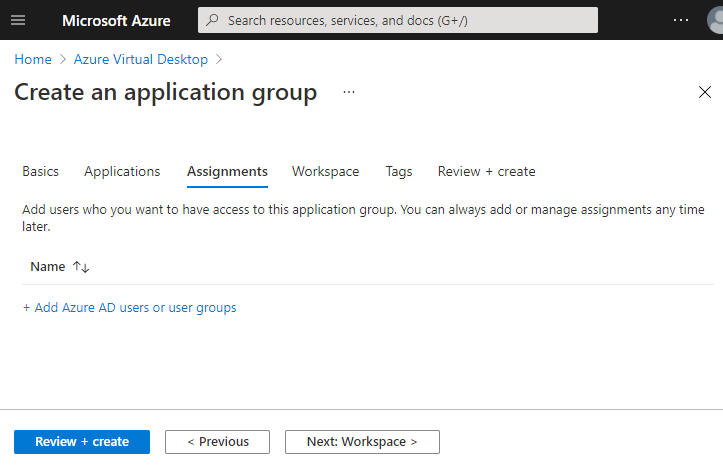 Microsoft Azure
Search resources, services, and docs (G+/)
...
Home > Azure Virtual Desktop >
Create an application group ...
Basics Applications Assignments Workspace Tags Review + create
Add users who you want to have access to this application group. You can always add or manage assignments any time
later.
Name ↑↓
+ Add Azure AD users or user groups
Review + create < Previous Next: Workspace >